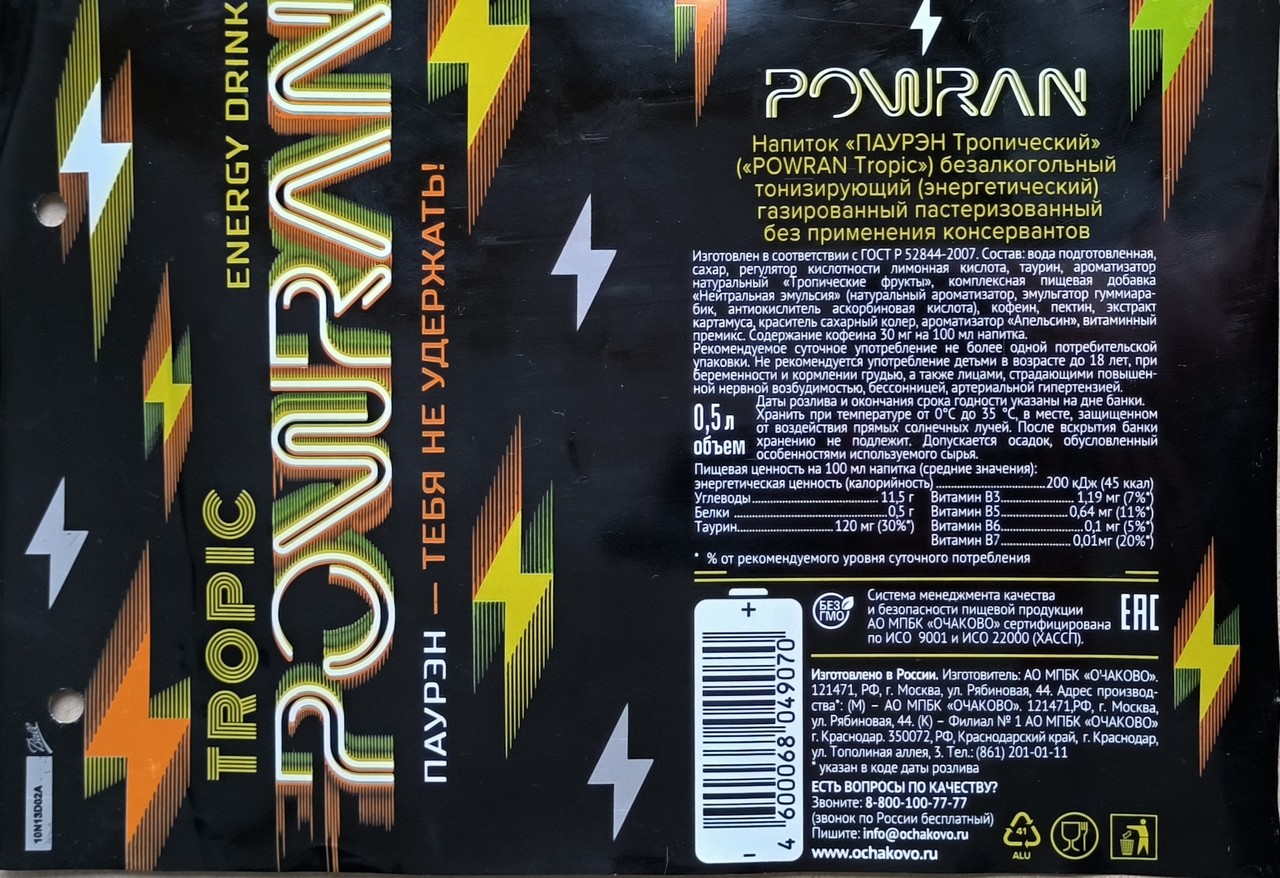 ENERGY DRINK
TROPIC
POWRAN
ПАУРЭН — ТЕБЯ НЕ УДЕРЖАТЬ!
10N13D02A
Ball
POWRAN
Напиток «ПАУРЭН Тропический»
(«POWRAN Tropic») безалкогольный
тонизирующий (энергетический)
газированный пастеризованный
без применения консервантов
Изготовлен в соответствии с ГОСТ Р 52844-2007. Состав: вода подготовленная,
сахар, регулятор кислотности лимонная кислота, таурин, ароматизатор
натуральный «Тропические фрукты», комплексная пищевая добавка
«Нейтральная эмульсия» (натуральный ароматизатор, эмульгатор гуммиара-
бик, антиокислитель аскорбиновая кислота), кофеин, пектин, экстракт
картамуса, краситель сахарный колер, ароматизатор «Апельсин», витаминный
премикс. Содержание кофеина 30 мг на 100 мл напитка.
Рекомендуемое суточное употребление не более одной потребительской
упаковки. Не рекомендуется употребление детьми в возрасте до 18 лет, при
беременности и кормлении грудью, а также лицами, страдающими повышен-
ной нервной возбудимостью, бессонницей, артериальной гипертензией.
0,5 л
объем
Даты розлива и окончания срока годности указаны на дне банки.
Хранить при температуре от 0°С до 35 °С, в месте, защищенном
от воздействия прямых солнечных лучей. После вскрытия банки
хранению не подлежит. Допускается осадок, обусловленный
особенностями используемого сырья.
Пищевая ценность на 100 мл напитка (средние значения):
энергетическая ценность (калорийность)........................200 кДж (45 ккал)
Углеводы............................11,5 г
Белки ................................0,5 г
Таурин.....................120 мг (30%*)
Витамин В3..................1,19 мг (7%*)
Витамин В5................0,64 мг (11%*)
Витамин В6....................0,1 мг (5%*)
Витамин В7.................0,01мг (20%*)
* % от рекомендуемого уровня суточного потребления
+
–
4 600068 049070
БЕЗ
ГМО
Система менеджмента качества
и безопасности пищевой продукции
АО МПБК «ОЧАКОВО» сертифицирована
по ИСО 9001 и ИСО 22000 (ХАССП).
EAC
Изготовлено в России. Изготовитель: АО МПБК «ОЧАКОВО».
121471, РФ, г. Москва, ул. Рябиновая, 44. Адрес производ-
ства*: (М) – АО МПБК «ОЧАКОВО». 121471,РФ, г. Москва,
ул. Рябиновая, 44. (К) – Филиал № 1 АО МПБК «ОЧАКОВО»
г. Краснодар. 350072, РФ, Краснодарский край, г. Краснодар,
ул. Тополиная аллея, 3. Тел.: (861) 201-01-11
* указан в коде даты розлива
ЕСТЬ ВОПРОСЫ ПО КАЧЕСТВУ?
Звоните: 8-800-100-77-77
(звонок по России бесплатный)
Пишите: info@ochakovo.ru
www.ochakovo.ru
41
ALU